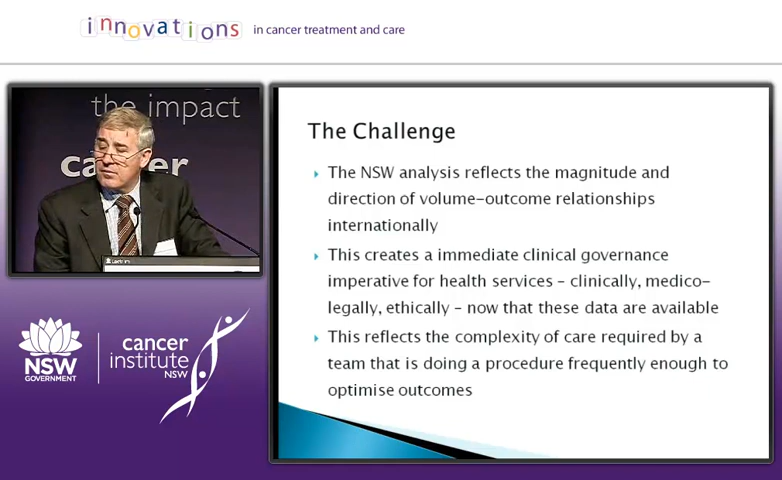 innovations in cancer treatment and care
the impact
cancer
Lectrum
NSW
GOVERNMENT
cancer
institute
NSW
The Challenge
The NSW analysis reflects the magnitude and
direction of volume-outcome relationships
internationally
This creates a immediate clinical governance
imperative for health services – clinically, medico-
legally, ethically – now that these data are available
This reflects the complexity of care required by a
team that is doing a procedure frequently enough to
optimise outcomes